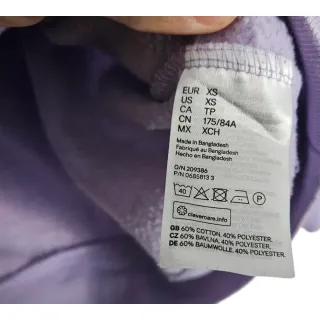 EUR XS
US XS
CA TP
CN 175/84A
MX XCH
Made in Bangladesh
Fabriqué au Bangladesh
Hecho en Bangladesh
O/N 209386
P/N 0685813 3
40 P
clevercare.info
GB 60% COTTON, 40% POLYESTER.
CZ 60% BAVLNA, 40% POLYESTER.
DE 60% BAUMWOLLE, 40% POLYESTER.